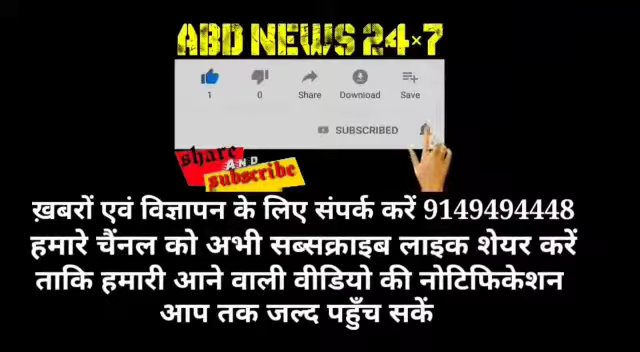 ABD NEWS 24×7
1 0 Share Download Save
SUBSCRIBED
share
AND
subscribe
ख़बरों एवं विज्ञापन के लिए संपर्क करें 9149494448
हमारे चैंनल को अभी सब्सक्राइब लाइक शेयर करें
ताकि हमारी आने वाली वीडियो की नोटिफिकेशन
आप तक जल्द पहुँच सकें